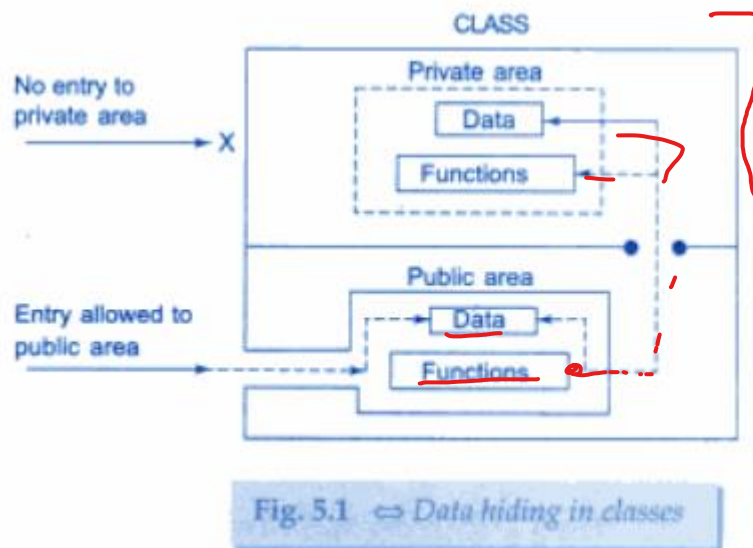 CLASS
Private area
No entry to
private area
X
Data
Functions
Public area
Entry allowed to
public area
Data
Functions
Fig. 5.1 ⇔ Data hiding in classes